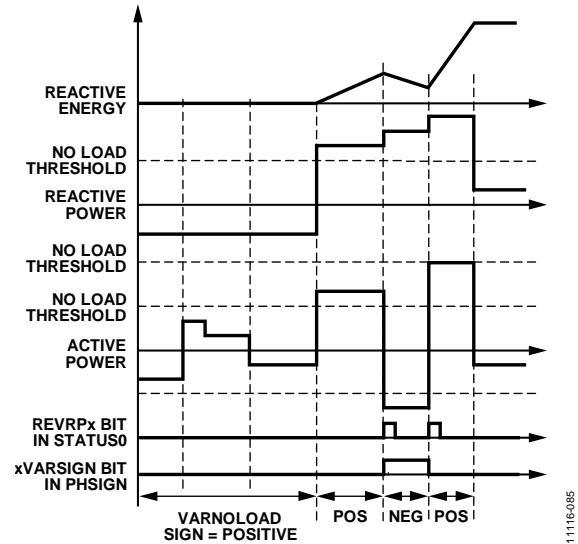 REACTIVE
ENERGY
NO LOAD
THRESHOLD
REACTIVE
POWER
NO LOAD
THRESHOLD
NO LOAD
THRESHOLD
ACTIVE
POWER
REVRPx BIT
IN STATUS0
xVARSIGN BIT
IN PHSIGN
VARNOLOAD
SIGN = POSITIVE
POS
NEG
POS
11116-085